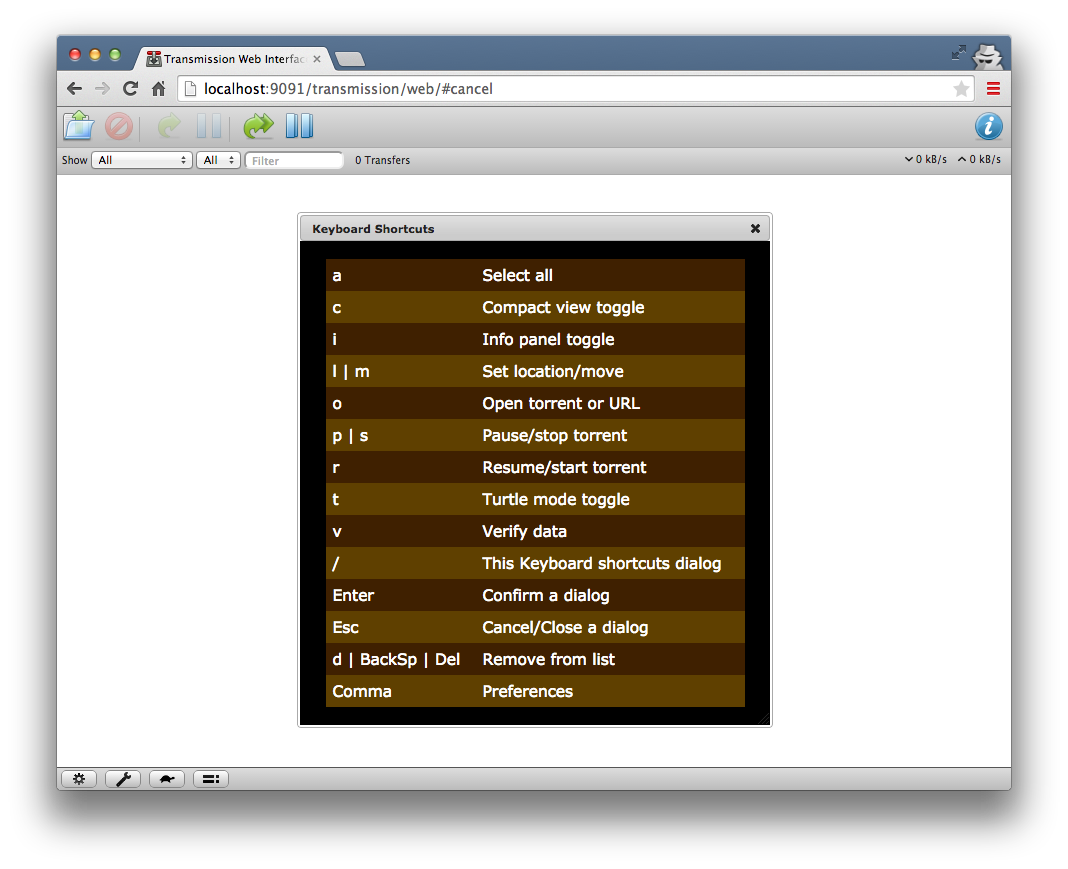 Transmission Web Interfac
localhost:9091/transmission/web/#cancel
Show All All Filter 0 Transfers 0 kB/s 0 kB/s
Keyboard Shortcuts
a Select all
c Compact view toggle
i Info panel toggle
l | m Set location/move
o Open torrent or URL
p | s Pause/stop torrent
r Resume/start torrent
t Turtle mode toggle
v Verify data
/ This Keyboard shortcuts dialog
Enter Confirm a dialog
Esc Cancel/Close a dialog
d | BackSp | Del Remove from list
Comma Preferences